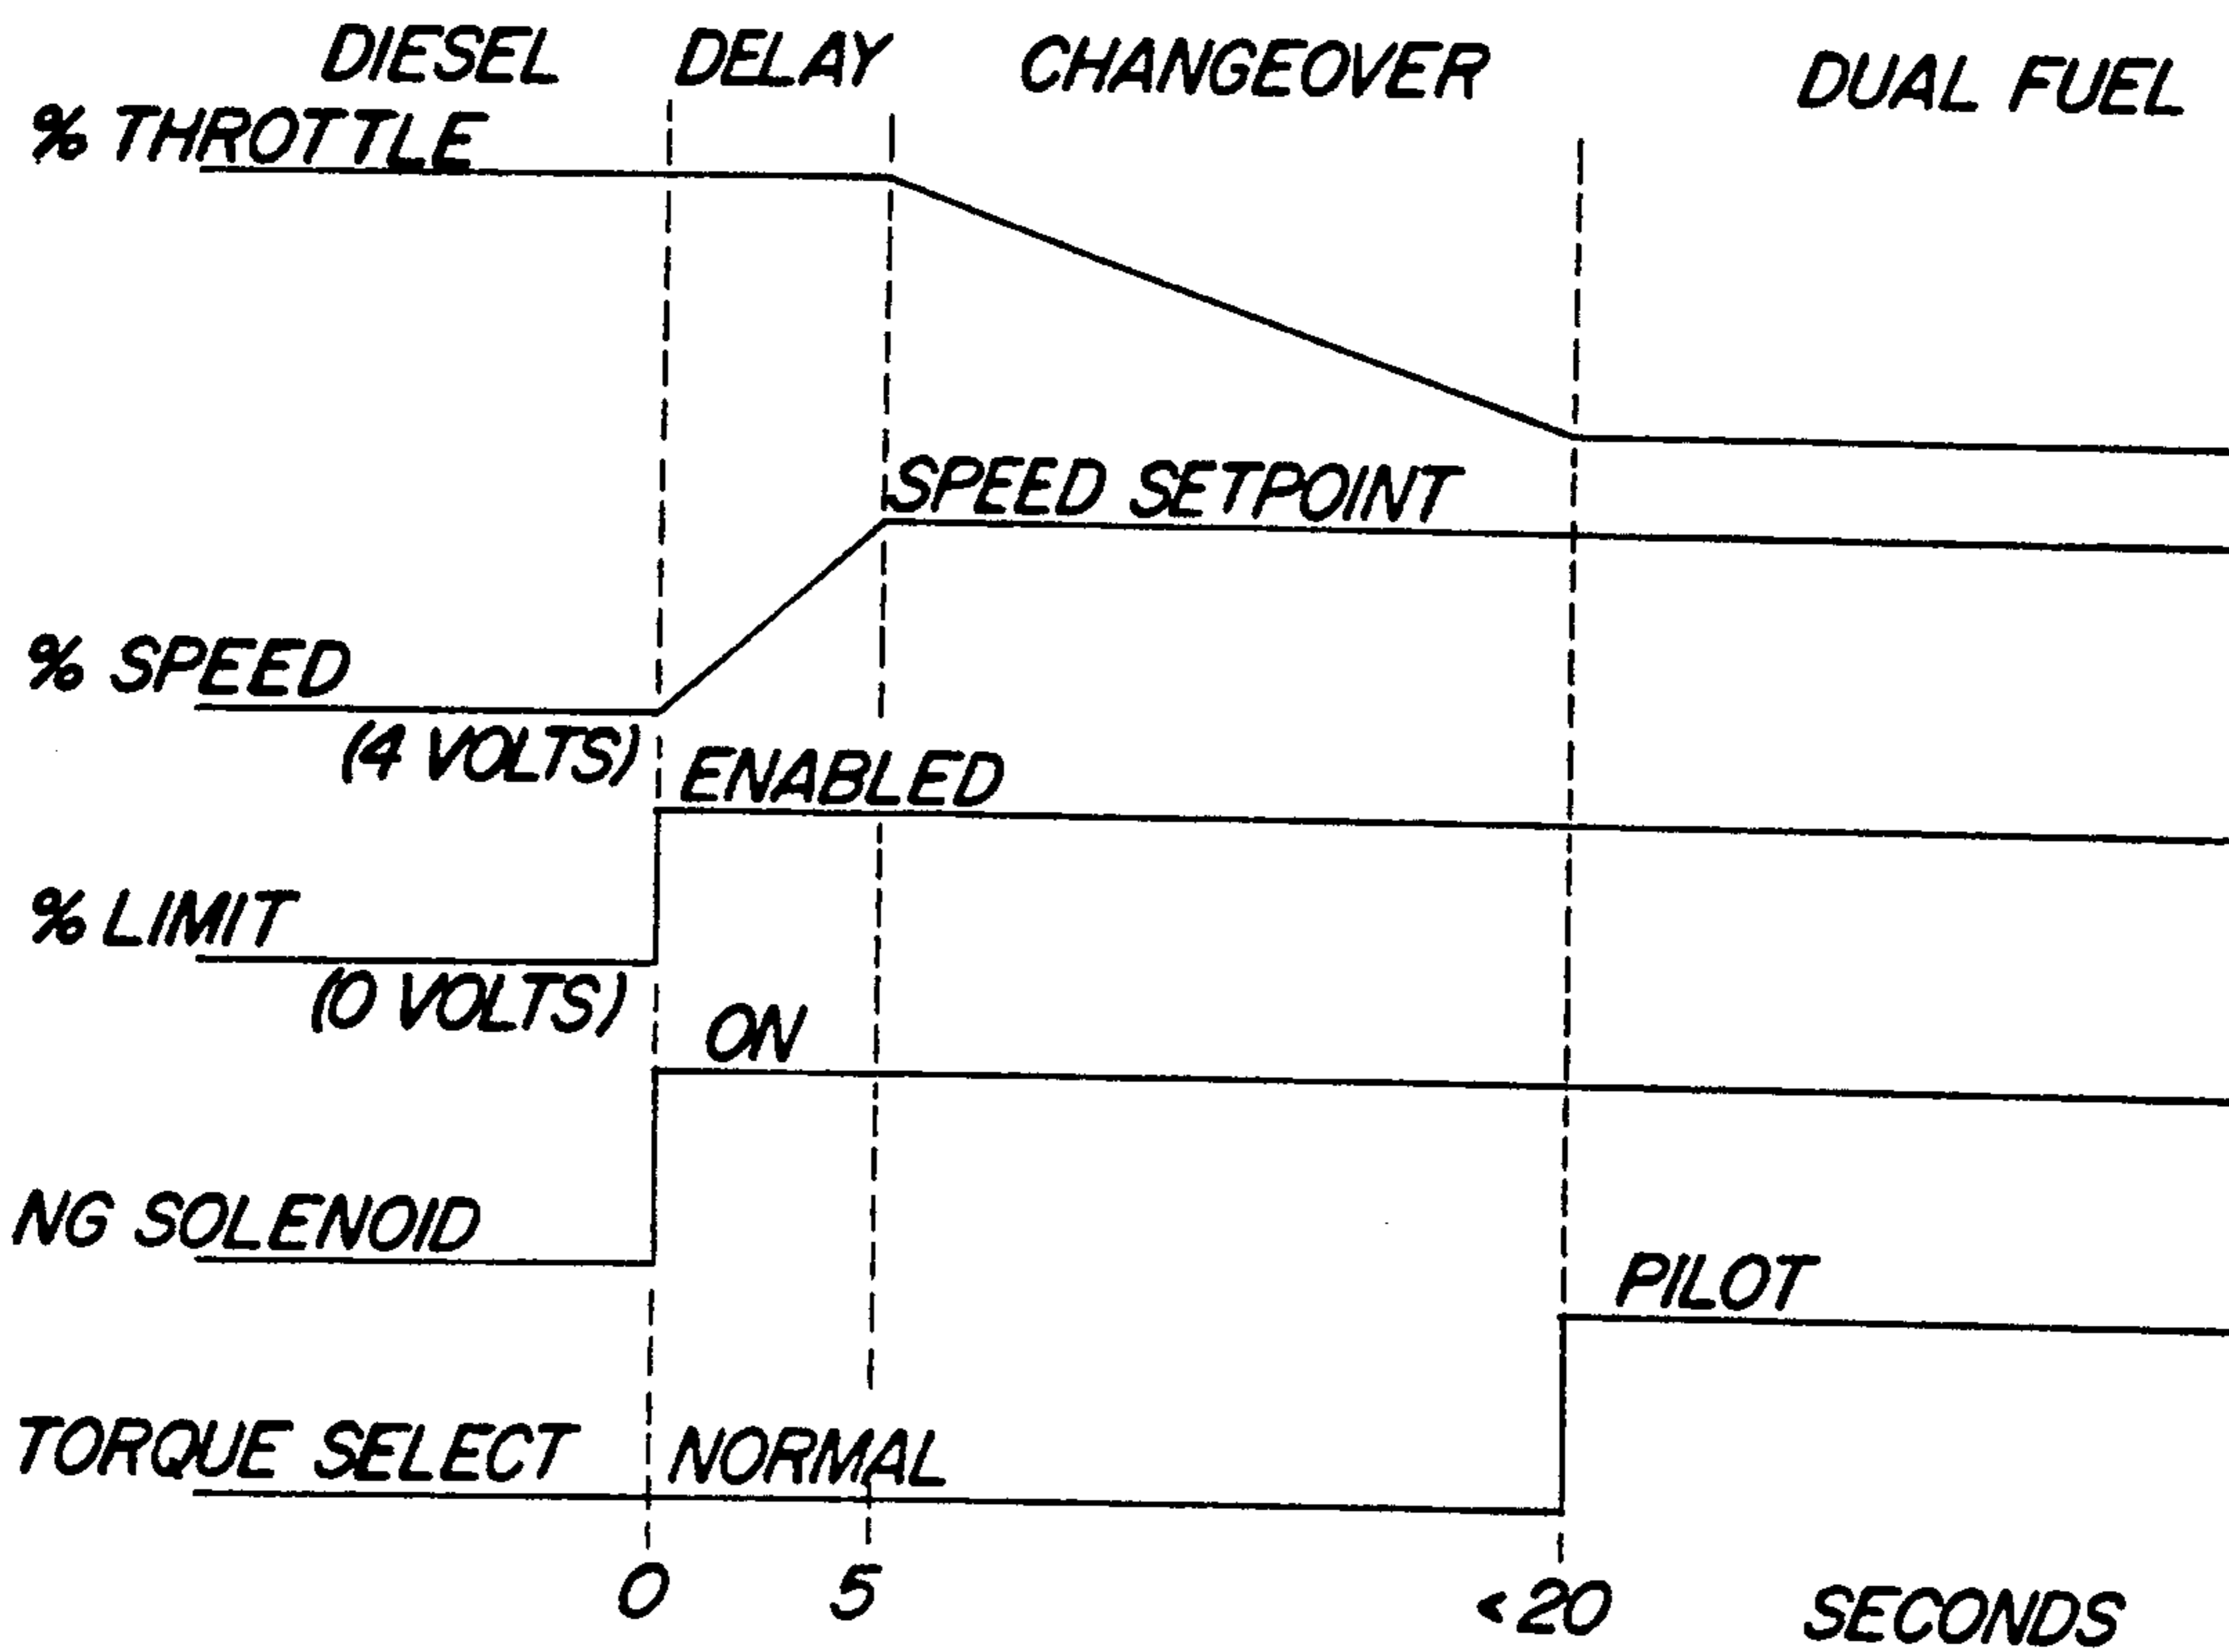 DIESEL DELAY CHANGEOVER DUAL FUEL
% THROTTLE
SPEED SETPOINT
% SPEED
(4 VOLTS)
ENABLED
% LIMIT
(0 VOLTS)
ON
NG SOLENOID
PILOT
TORQUE SELECT NORMAL
0 5 <20 SECONDS